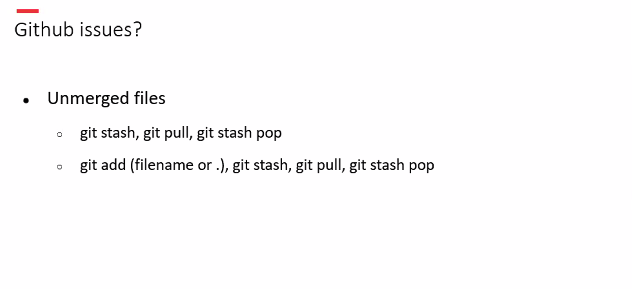 Github issues?
Unmerged files
git stash, git pull, git stash pop
git add (filename or .), git stash, git pull, git stash pop